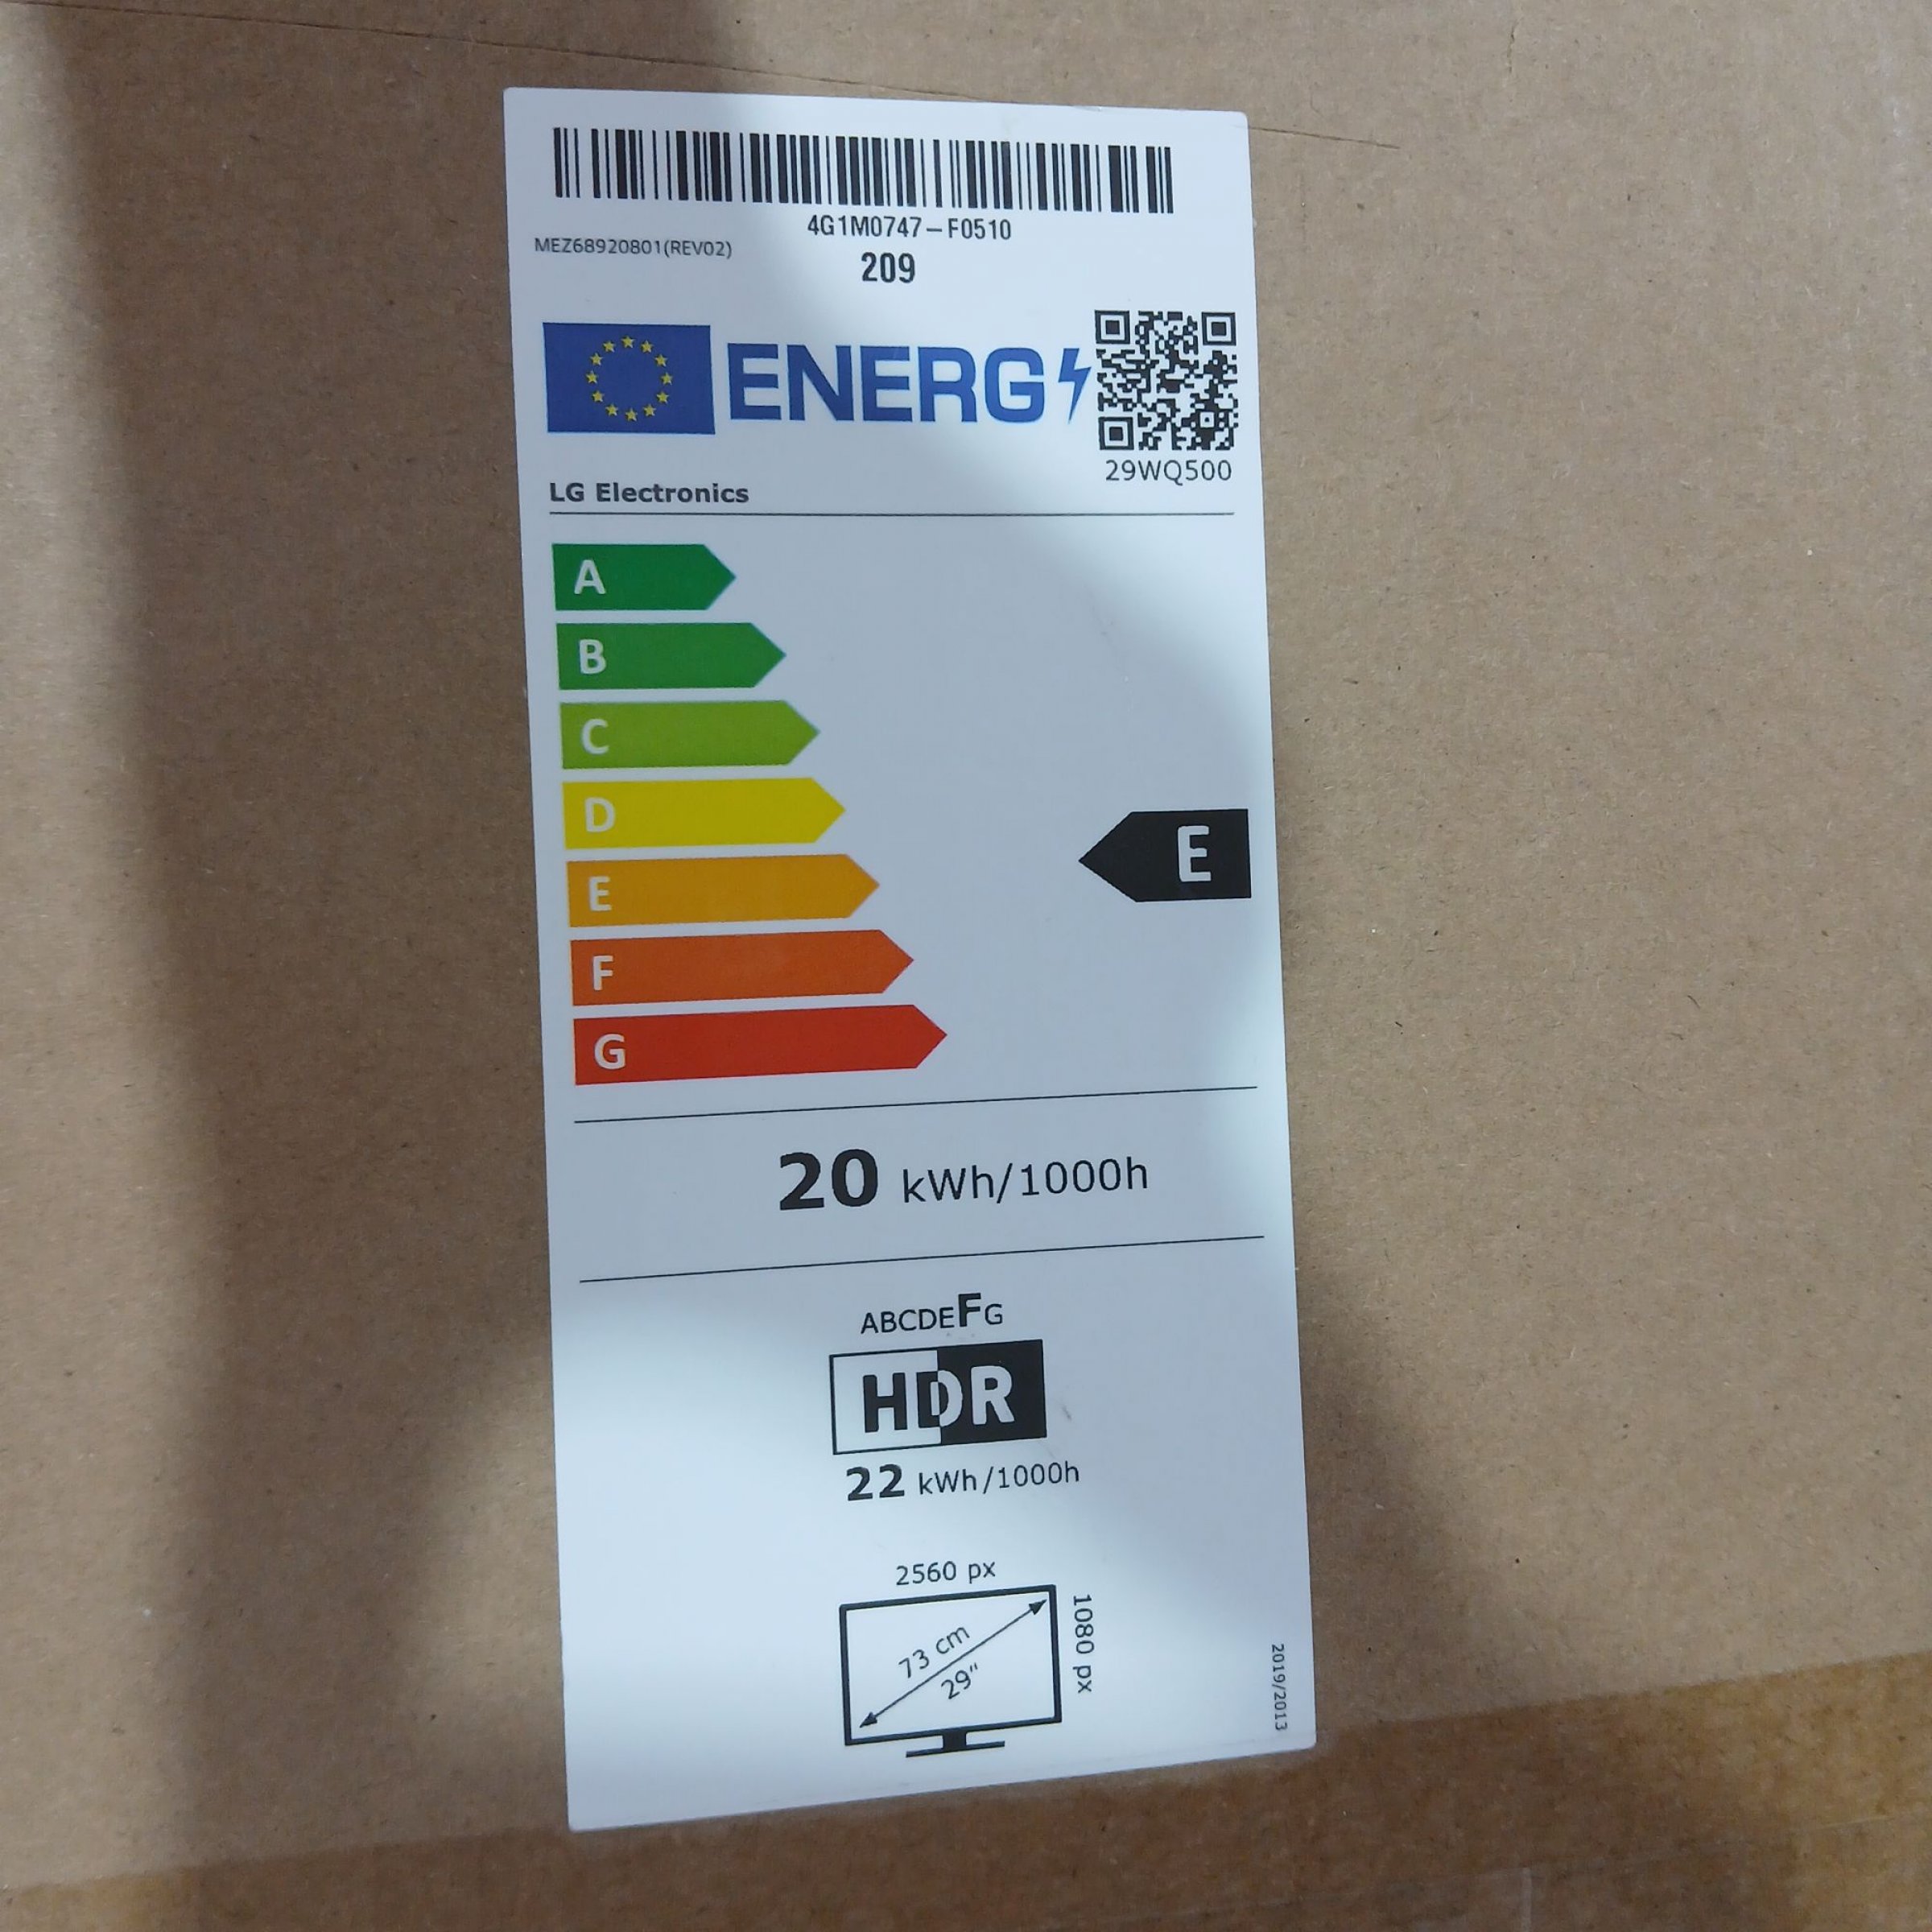 4G1M0747-F0510
MEZ68920801(REV02)
209
ENERG
29WQ500
LG Electronics
A
B
C
D
E
E
F
G
20 kWh/1000h
ABCDEFG
HDR
22 kWh/1000h
2560 px
1080 px
73 cm
29"
2019/2013